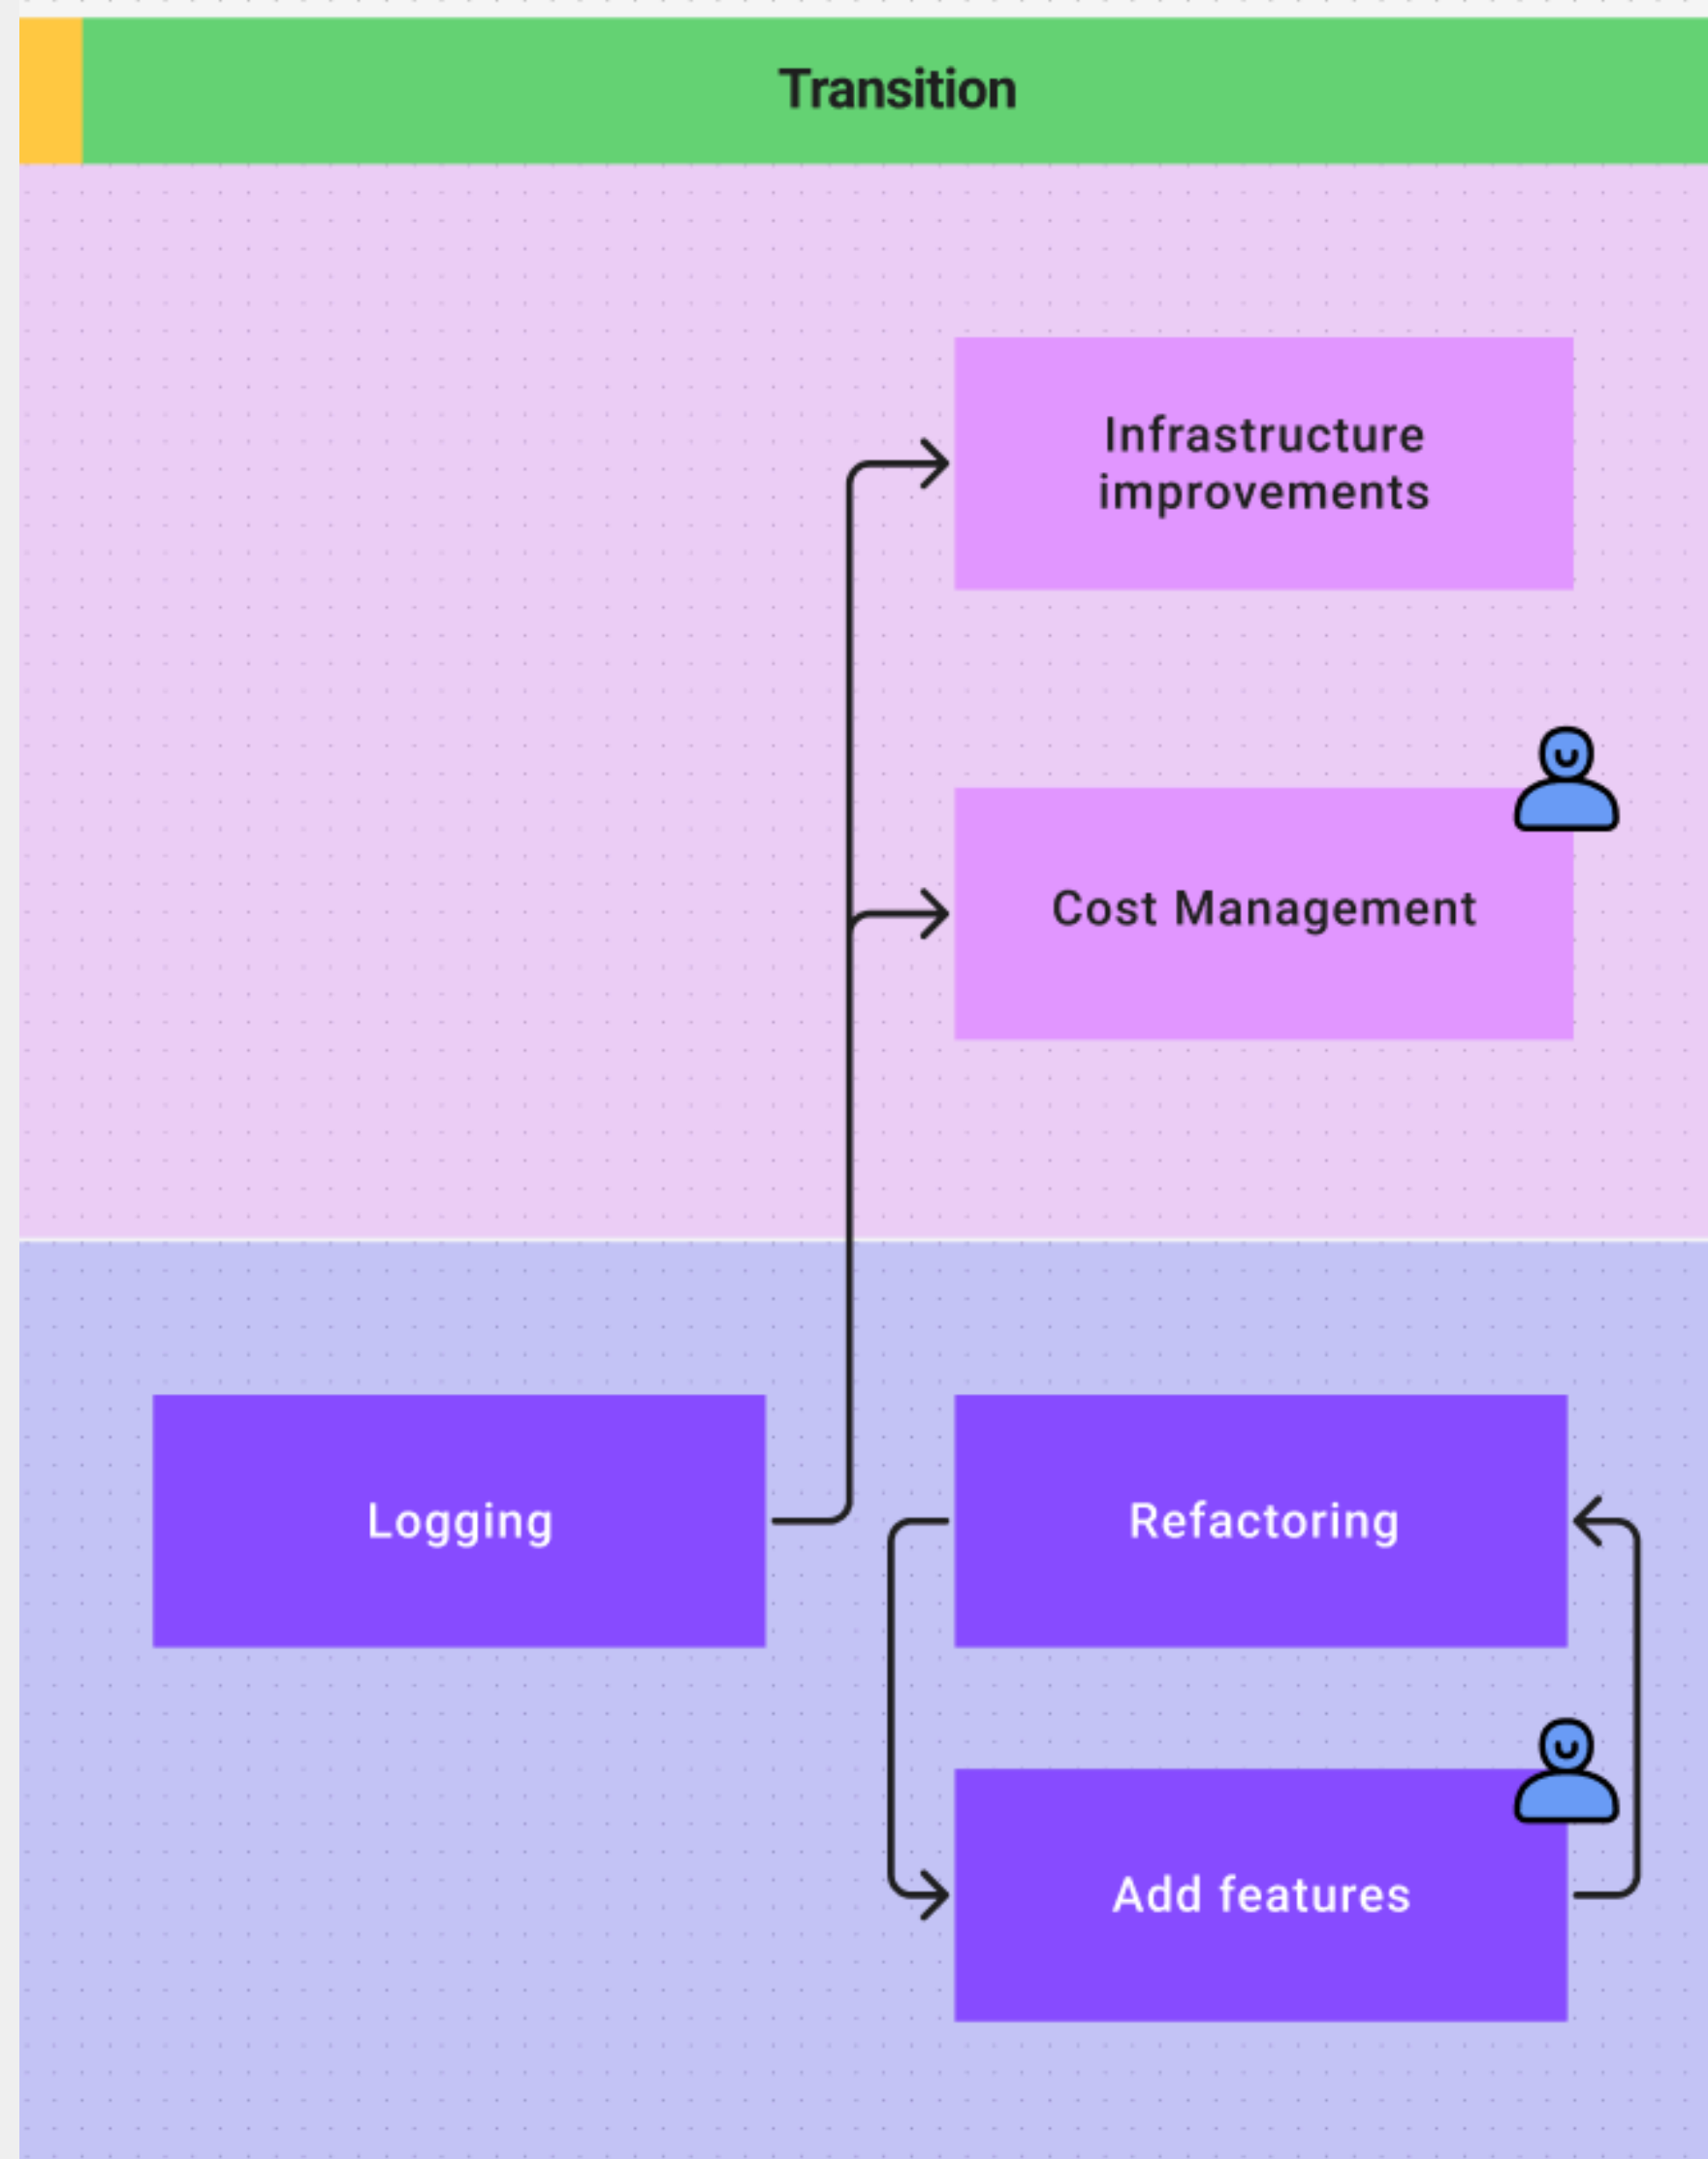 Transition
Infrastructure
improvements
Cost Management
Logging
Refactoring
Add features